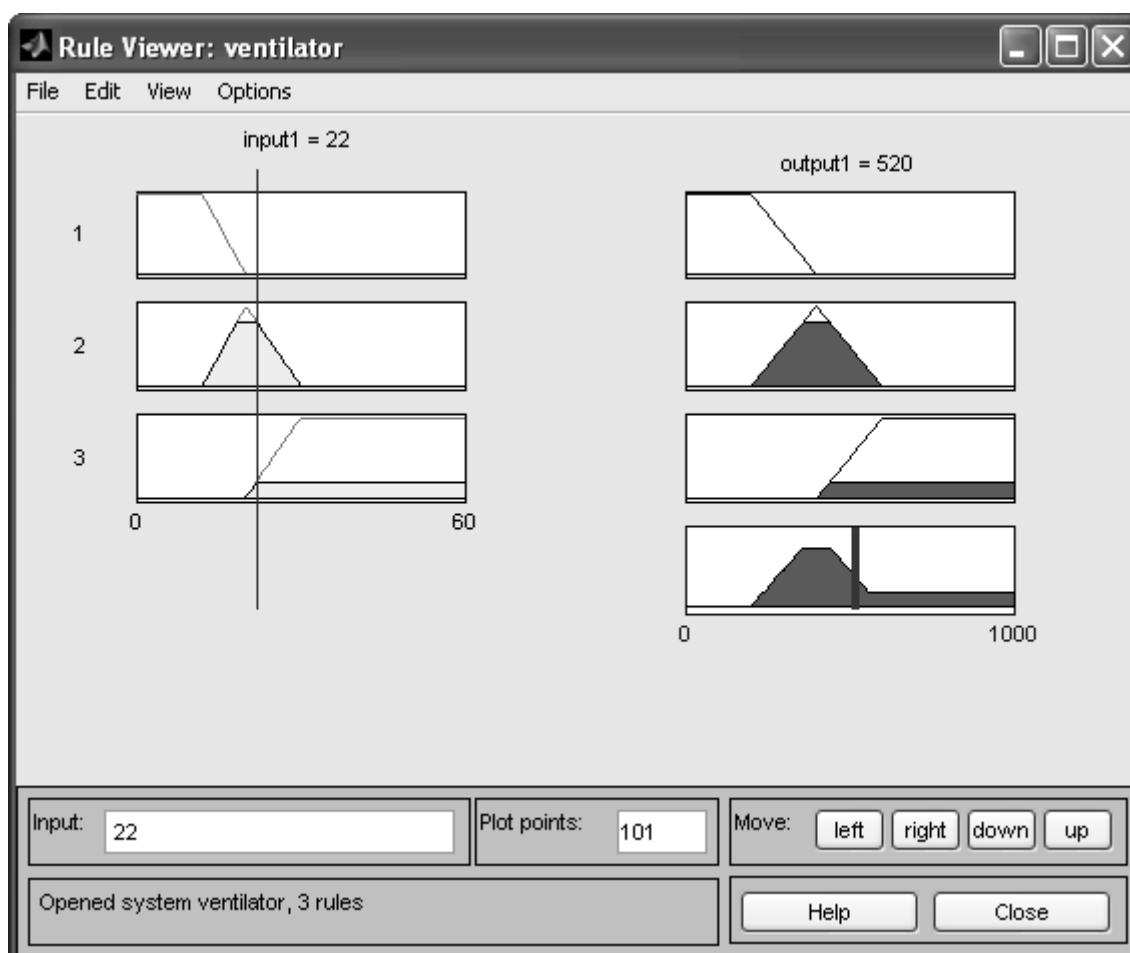 Rule Viewer: ventilator
File Edit View Options
input1 = 22
output1 = 520
1
2
3
0 60
0 1000
Input: 22 Plot points: 101 Move: left right down up
Opened system ventilator, 3 rules
Help Close